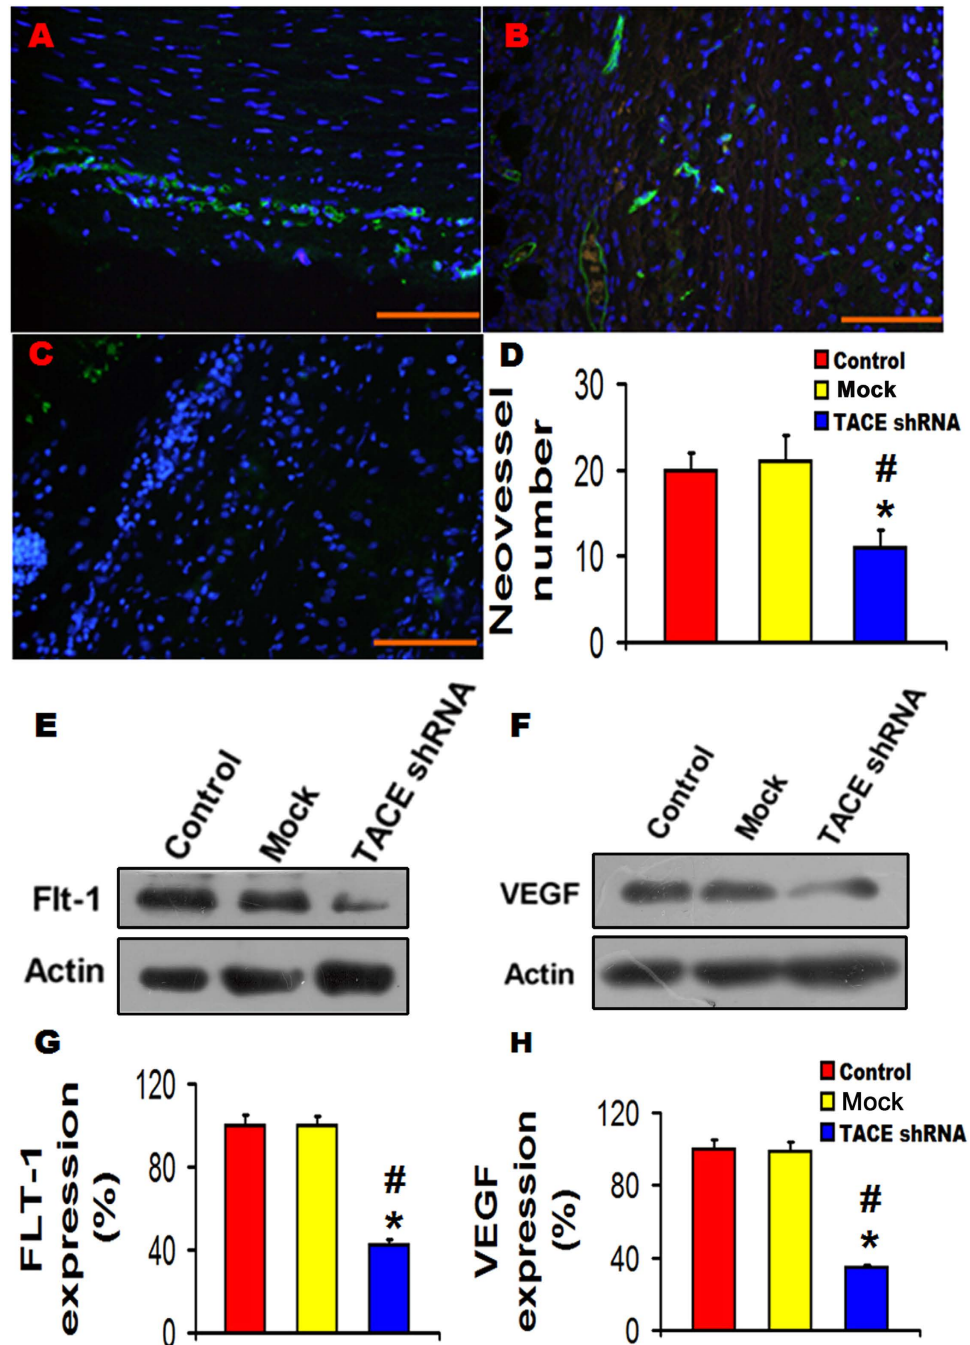 A
B
C
D
Control
Mock
TACE shRNA
Neovessel
number
30
20
10
0
#
*
E
Control
Mock
TACE shRNA
Flt-1
Actin
F
Control
Mock
TACE shRNA
VEGF
Actin
G
FLT-1
expression
(%)
120
80
40
0
#
*
H
Control
Mock
TACE shRNA
VEGF
expression
(%)
120
80
40
0
#
*